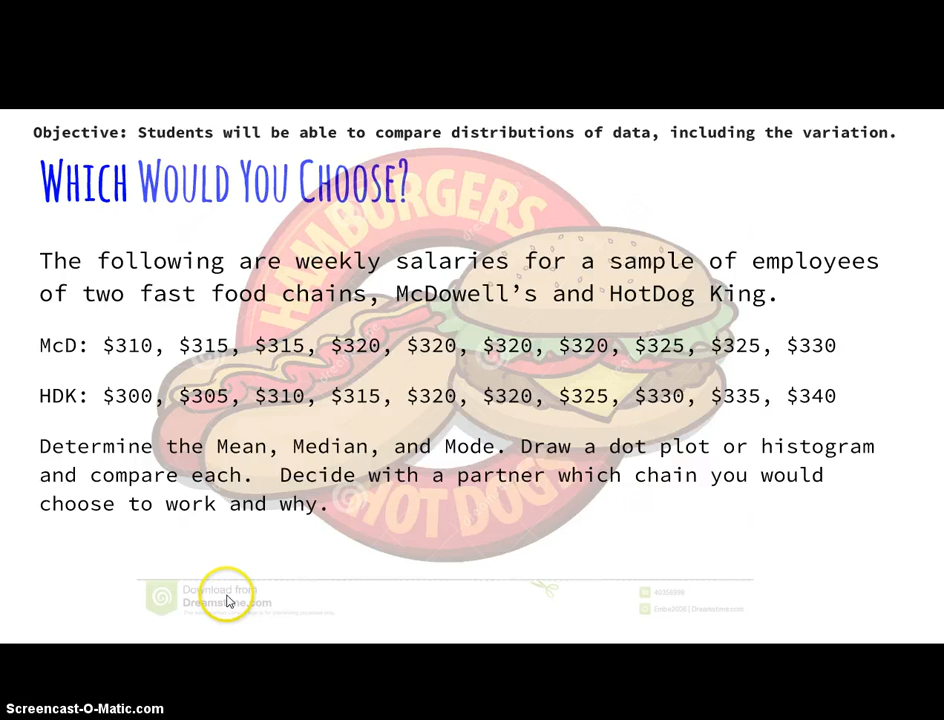 Objective: Students will be able to compare distributions of data, including the variation.
WHICH WOULD YOU CHOOSE?
HAMBURGERS
The following are weekly salaries for a sample of employees
of two fast food chains, McDowell’s and HotDog King.
McD: $310, $315, $315, $320, $320, $320, $320, $325, $325, $330
HDK: $300, $305, $310, $315, $320, $320, $325, $330, $335, $340
Determine the Mean, Median, and Mode. Draw a dot plot or histogram
and compare each. Decide with a partner which chain you would
choose to work and why.
HOT DOGS
Download from
Dreamstime.com
Screencast-O-Matic.com